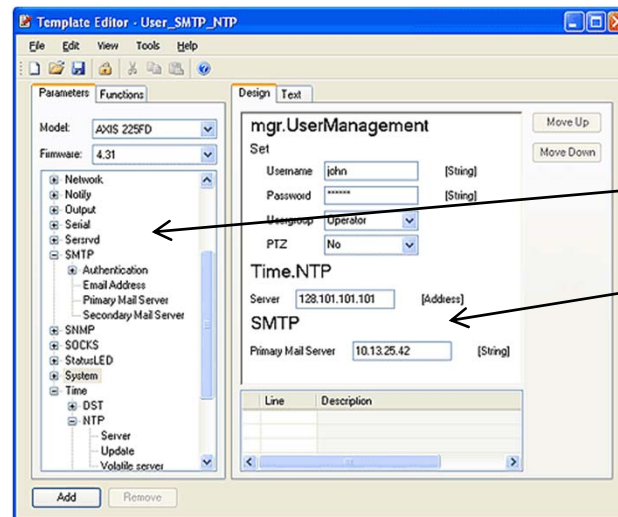 Template Editor - User_SMTP_NTP
File Edit View Tools Help
Parameters Functions
Model: AXIS 225FD
Firmware: 4.31
Network
Notify
Output
Serial
Sersrvd
SMTP
Authentication
Email Address
Primary Mail Server
Secondary Mail Server
SNMP
SOCKS
StatusLED
System
Time
DST
NTP
Server
Update
Volatile server
Add Remove
Design Text
mgr.UserManagement
Set
Username john [String]
Password ****** [String]
Usergroup Operator
PTZ No
Time.NTP
Server 128.101.101.101 [Address]
SMTP
Primary Mail Server 10.13.25.42 [String]
Line Description
Move Up
Move Down